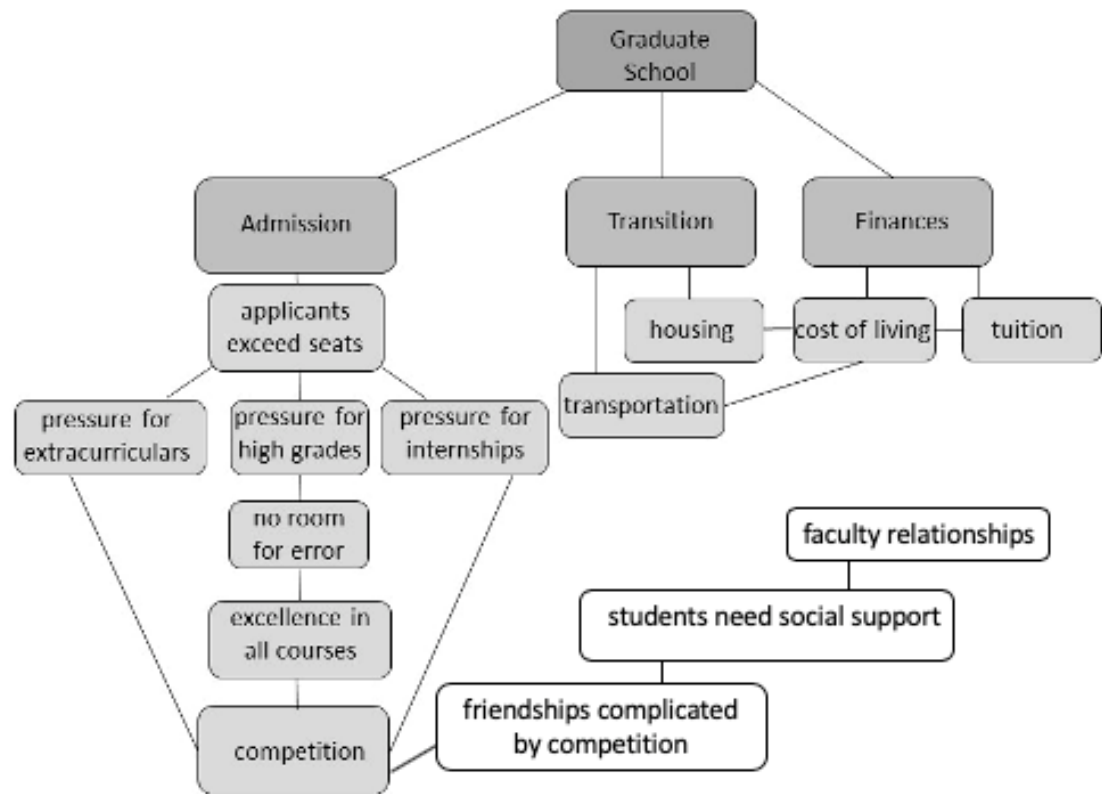 Graduate
School
Admission
Transition
Finances
applicants
exceed seats
housing
cost of living
tuition
transportation
pressure for
extracurriculars
pressure for
high grades
pressure for
internships
no room
for error
faculty relationships
excellence in
all courses
students need social support
friendships complicated
by competition
competition